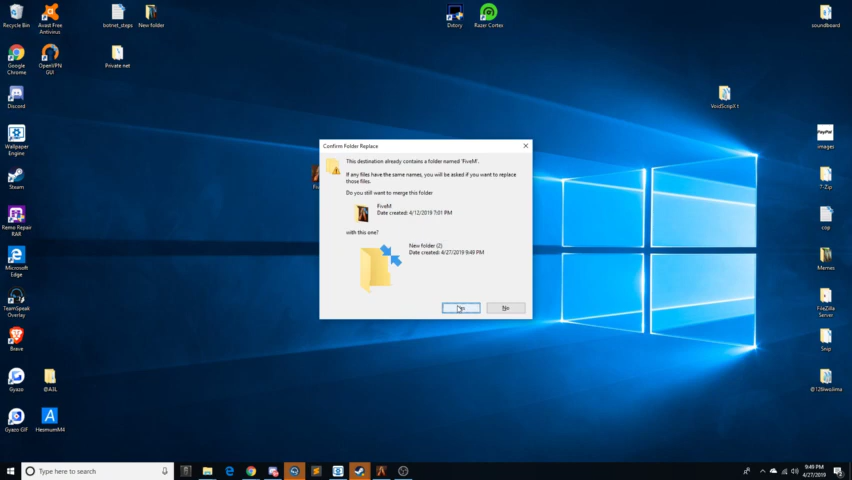 Recycle Bin
Avast Free
Antivirus
botnet_steps
New folder
Dxtory
Razer Cortex
soundboard
Google
Chrome
OpenVPN
GUI
Private net
Discord
VoidScript
Wallpaper
Engine
PayPal
images
Steam
7-Zip
Remo Repair
RAR
cop
Microsoft
Edge
Mamas
TeamSpeak
Overlay
FileZilla
Server
Brave
Snip
Gyazo
@A3L
Gyazo GIF
HesmumM4
Confirm Folder Replace
This destination already contains a folder named 'FiveM'.
If any files have the same names, you will be asked if you want to replace
those files.
Do you still want to merge this folder
FiveM
Date created: 4/12/2019 7:01 PM
with this one?
New folder (2)
Date created: 4/27/2019 9:49 PM
No
Type here to search
9:49 PM
4/27/2019